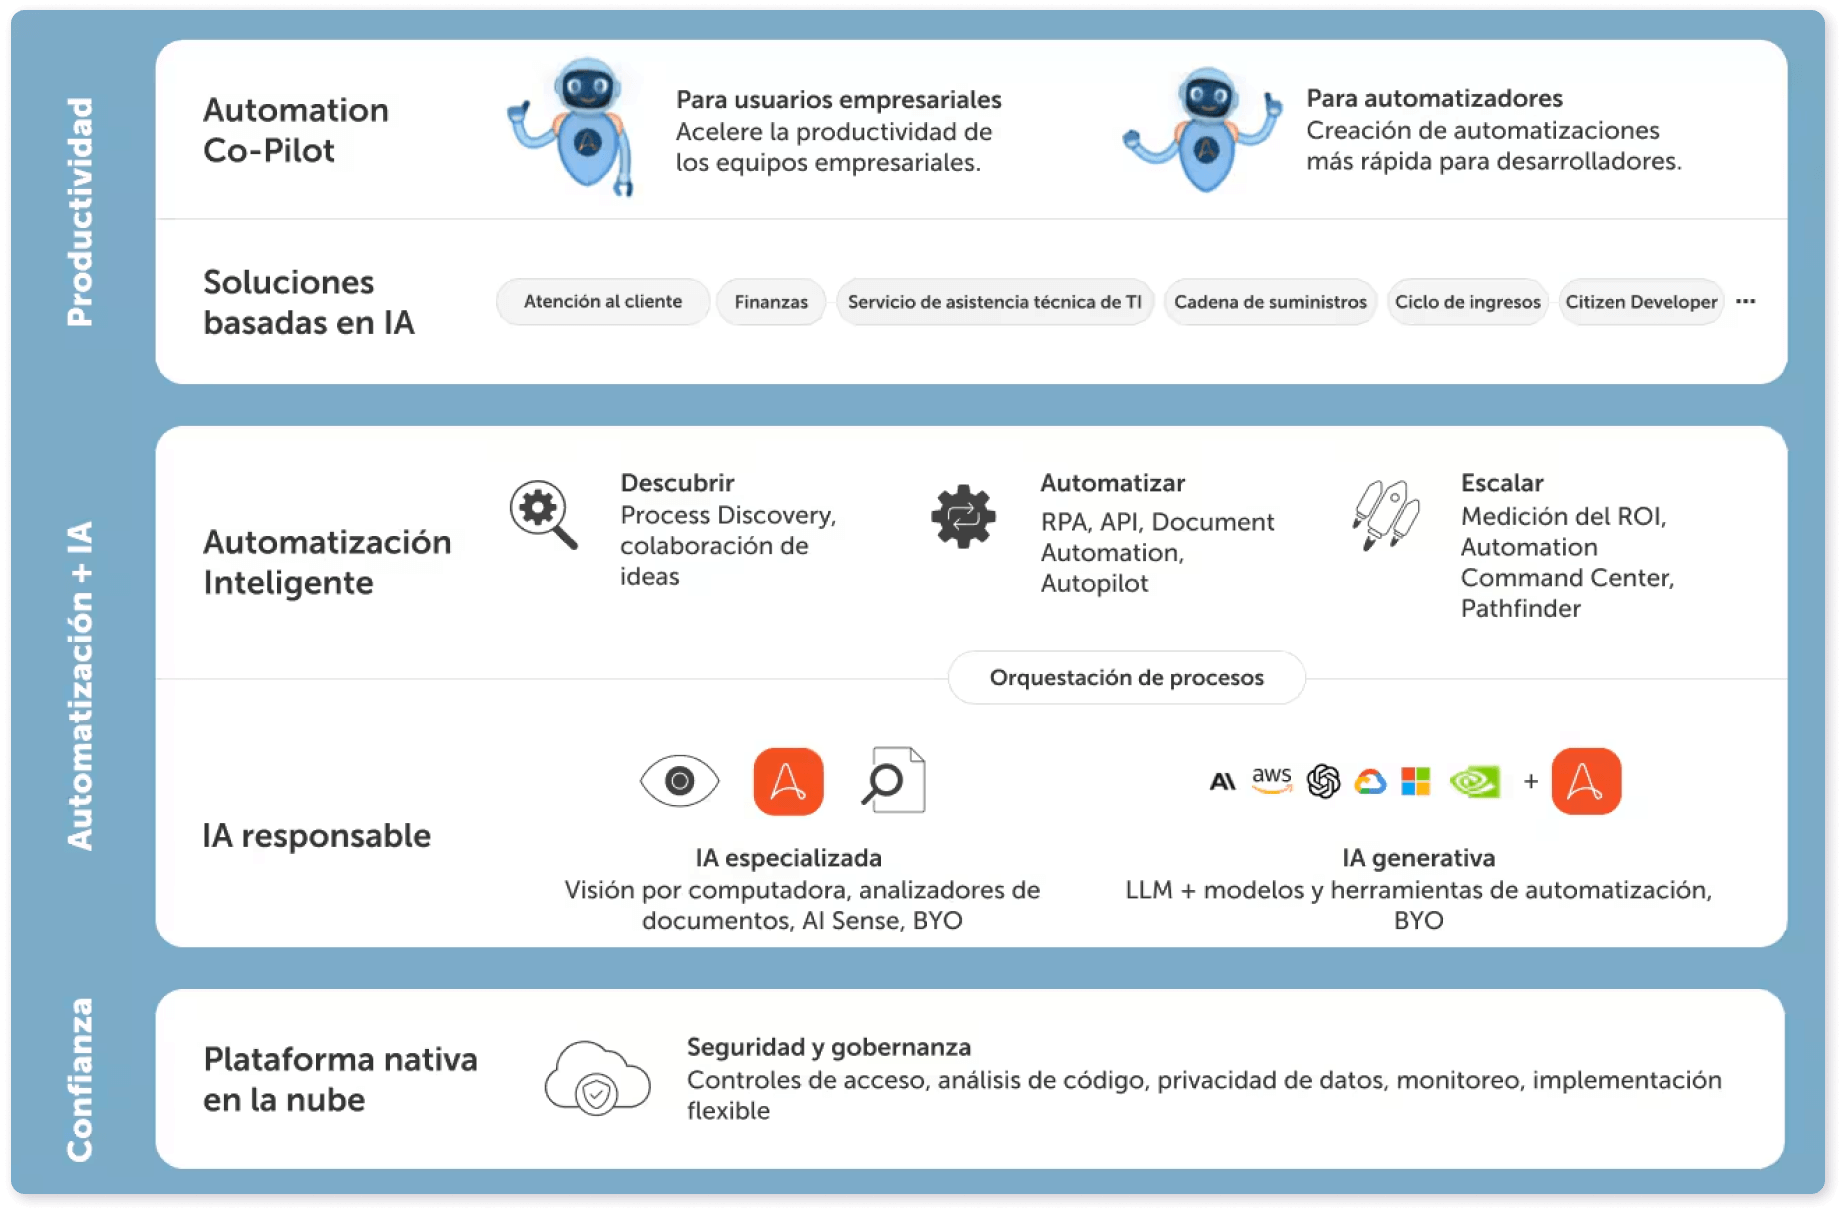 Productividad
Automation
Co-Pilot
Para usuarios empresariales
Acelere la productividad de
los equipos empresariales.
Para automatizadores
Creación de automatizaciones
más rápida para desarrolladores.
Soluciones
basadas en IA
Atención al cliente
Finanzas
Servicio de asistencia técnica de TI
Cadena de suministros
Ciclo de ingresos
Citizen Developer
...
Automatización + IA
Automatización
Inteligente
Descubrir
Process Discovery,
colaboración de
ideas
Automatizar
RPA, API, Document
Automation,
Autopilot
Escalar
Medición del ROI,
Automation
Command Center,
Pathfinder
Orquestación de procesos
IA responsable
IA especializada
Visión por computadora, analizadores de
documentos, AI Sense, BYO
aws
+
IA generativa
LLM + modelos y herramientas de automatización,
BYO
Confianza
Plataforma nativa
en la nube
Seguridad y gobernanza
Controles de acceso, análisis de código, privacidad de datos, monitoreo, implementación
flexible